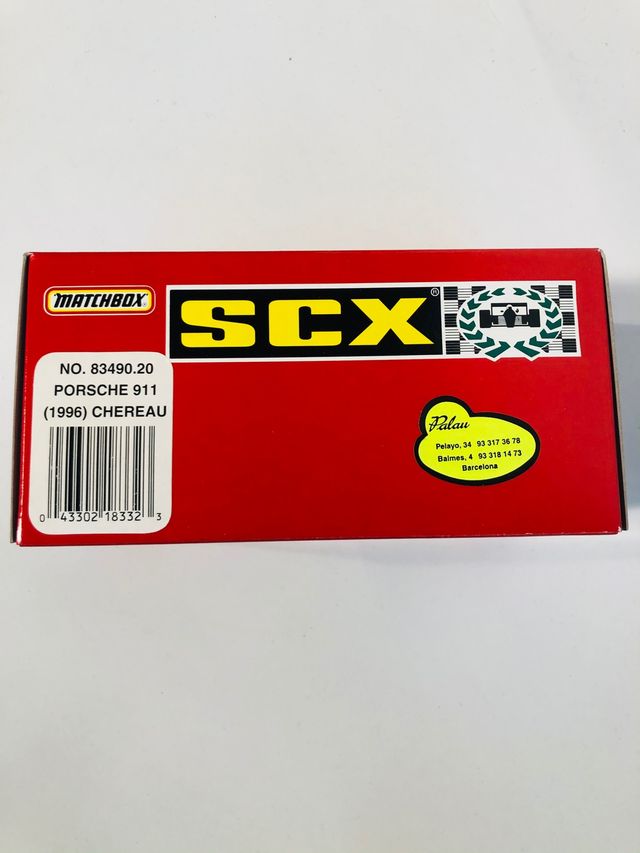 MATCHBOX
SCX®
NO. 83490.20
PORSCHE 911
(1996) CHEREAU
0 43302 18332 3
Palau
Pelayo, 34 93 317 36 78
Balmes, 4 93 318 14 73
Barcelona